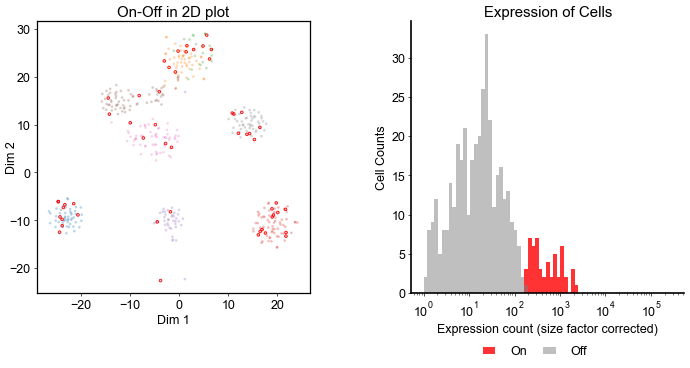 On-Off in 2D plot
Expression of Cells
30
20
10
0
−10
−20
Dim 2
−20 −10 0 10 20
Dim 1
30
25
20
15
10
5
0
Cell Counts
10^0 10^1 10^2 10^3 10^4 10^5
Expression count (size factor corrected)
On Off